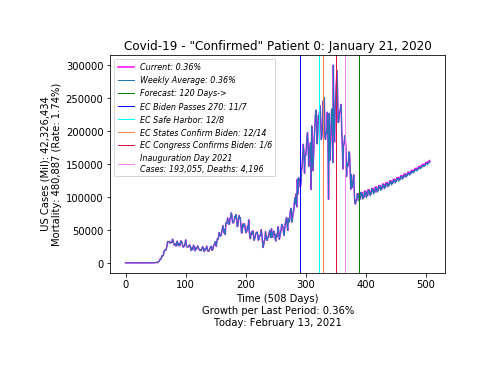 Covid-19 - "Confirmed" Patient 0: January 21, 2020
Current: 0.36%
Weekly Average: 0.36%
Forecast: 120 Days->
EC Biden Passes 270: 11/7
EC Safe Harbor: 12/8
EC States Confirm Biden: 12/14
EC Congress Confirms Biden: 1/6
Inauguration Day 2021
Cases: 193,055, Deaths: 4,196
US Cases (Mil): 42,326,434
Mortality: 480,887 (Rate: 1.74%)
300000
250000
200000
150000
100000
50000
0
0 100 200 300 400 500
Time (508 Days)
Growth per Last Period: 0.36%
Today: February 13, 2021